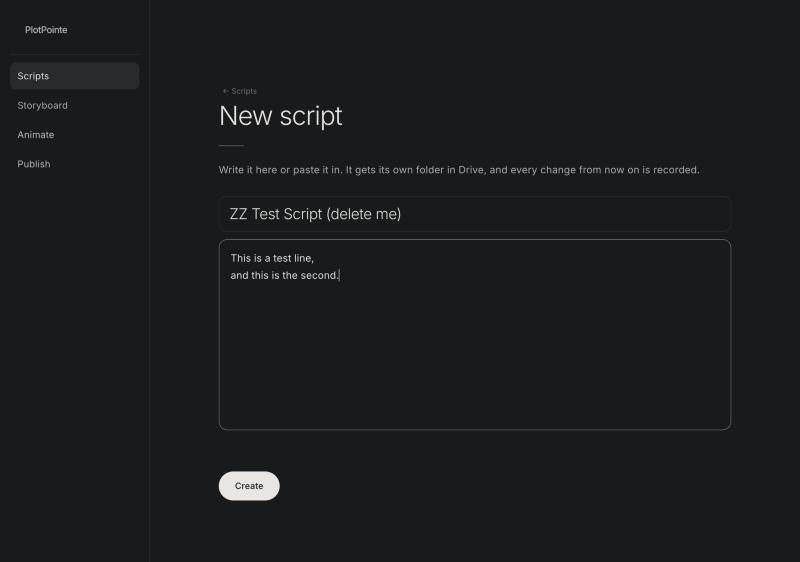 PlotPointe
Scripts
Storyboard
Animate
Publish
← Scripts
New script
Write it here or paste it in. It gets its own folder in Drive, and every change from now on is recorded.
ZZ Test Script (delete me)
This is a test line,
and this is the second.
Create